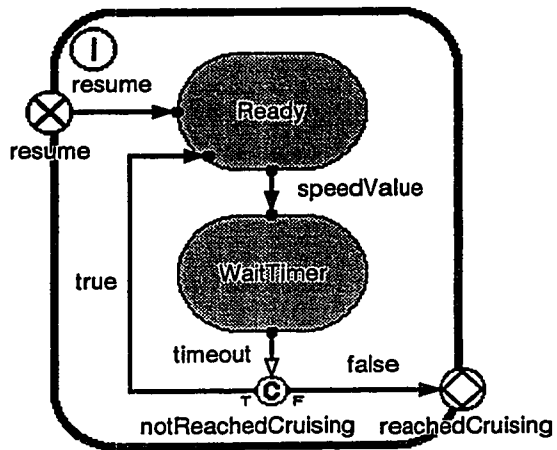 I
resume
Ready
resume
speedValue
WaitTimer
true
timeout
false
T C F
notReachedCruising
reachedCruising